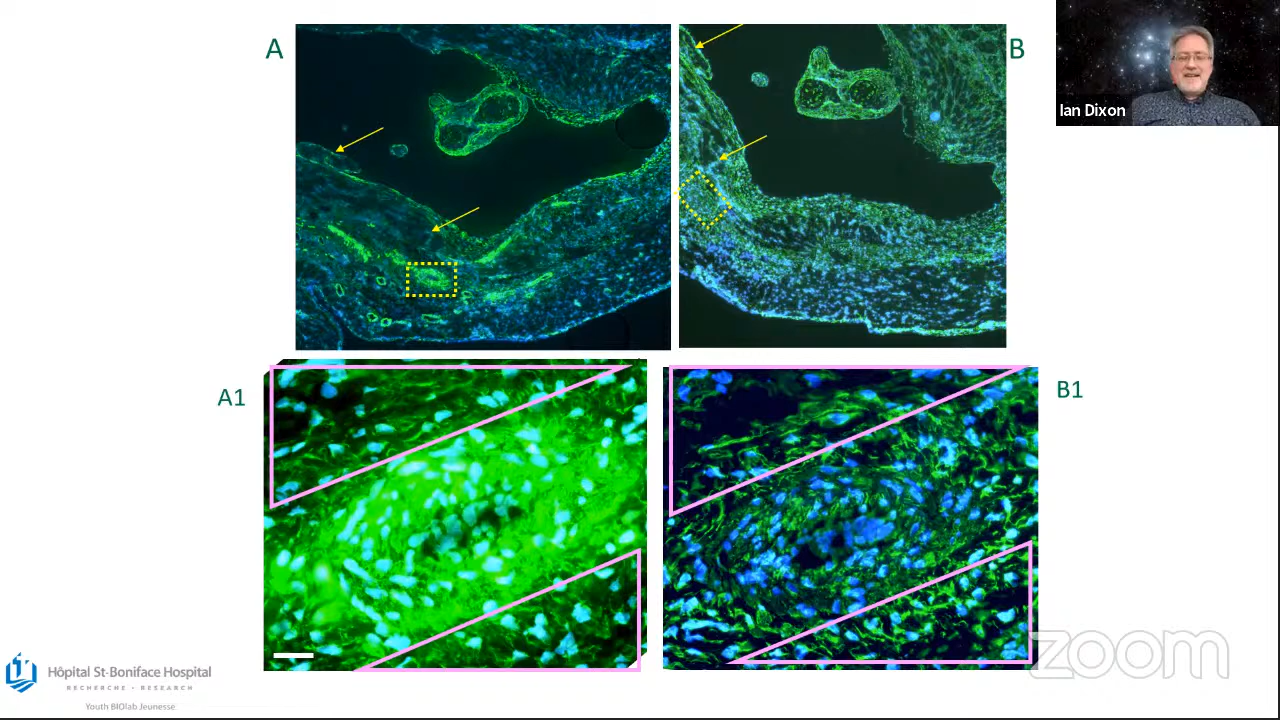 A
B
Ian Dixon
A1
B1
Hôpital St-Boniface Hospital
RECHERCHE • RESEARCH
Youth BIOlab Jeunesse
zoom